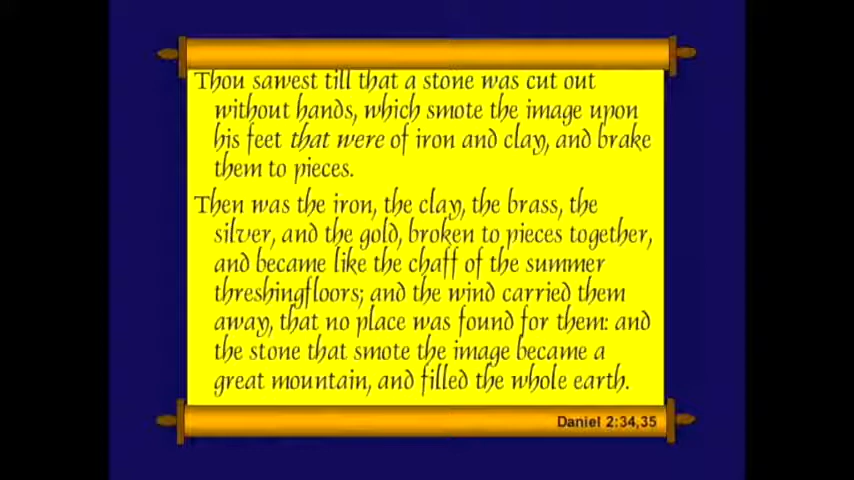 Thou sawest till that a stone was cut out
without hands, which smote the image upon
his feet that were of iron and clay, and brake
them to pieces.
Then was the iron, the clay, the brass, the
silver, and the gold, broken to pieces together,
and became like the chaff of the summer
threshingfloors; and the wind carried them
away, that no place was found for them: and
the stone that smote the image became a
great mountain, and filled the whole earth.
Daniel 2:34,35